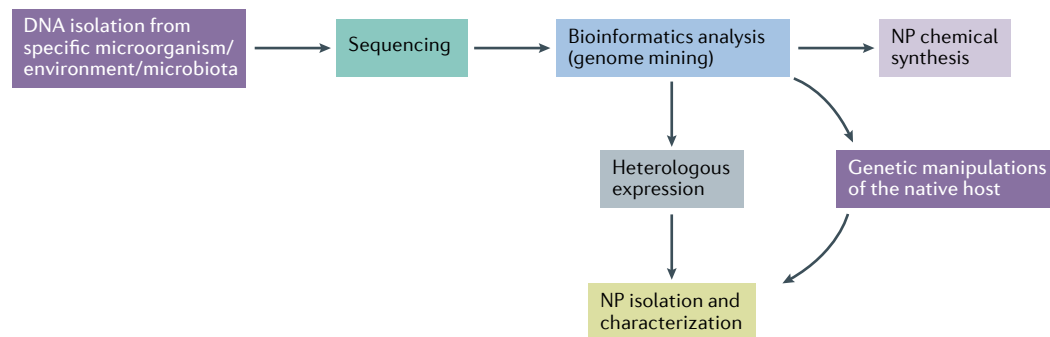 DNA isolation from
specific microorganism/
environment/microbiota
Sequencing
Bioinformatics analysis
(genome mining)
NP chemical
synthesis
Heterologous
expression
Genetic manipulations
of the native host
NP isolation and
characterization